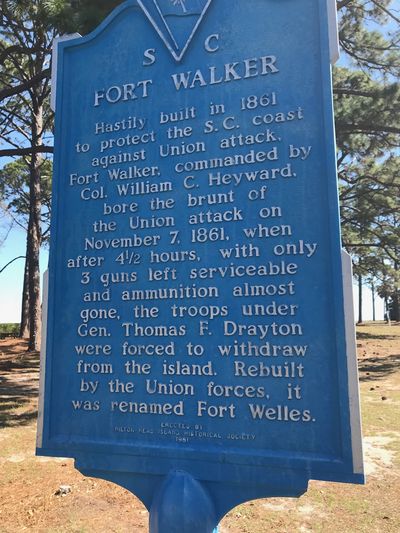 S C
FORT WALKER
Hastily built in 1861
to protect the S.C. coast
against Union attack,
Fort Walker, commanded by
Col. William C. Heyward,
bore the brunt of
the Union attack on
November 7, 1861, when
after 4½ hours, with only
3 guns left serviceable
and ammunition almost
gone, the troops under
Gen. Thomas F. Drayton
were forced to withdraw
from the island. Rebuilt
by the Union forces, it
was renamed Fort Welles.
ERECTED BY
HILTON HEAD ISLAND HISTORICAL SOCIETY
1961